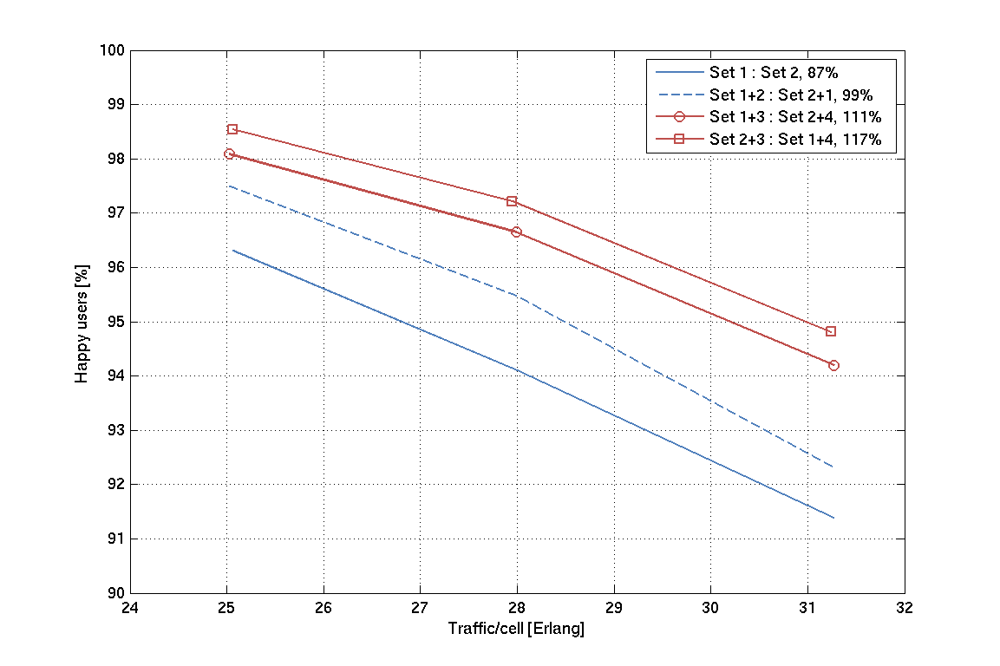 100
99
98
97
96
95
94
93
92
91
90
Happy users [%]
24 25 26 27 28 29 30 31 32
Traffic/cell [Erlang]
Set 1 : Set 2, 87%
Set 1+2 : Set 2+1, 99%
Set 1+3 : Set 2+4, 111%
Set 2+3 : Set 1+4, 117%